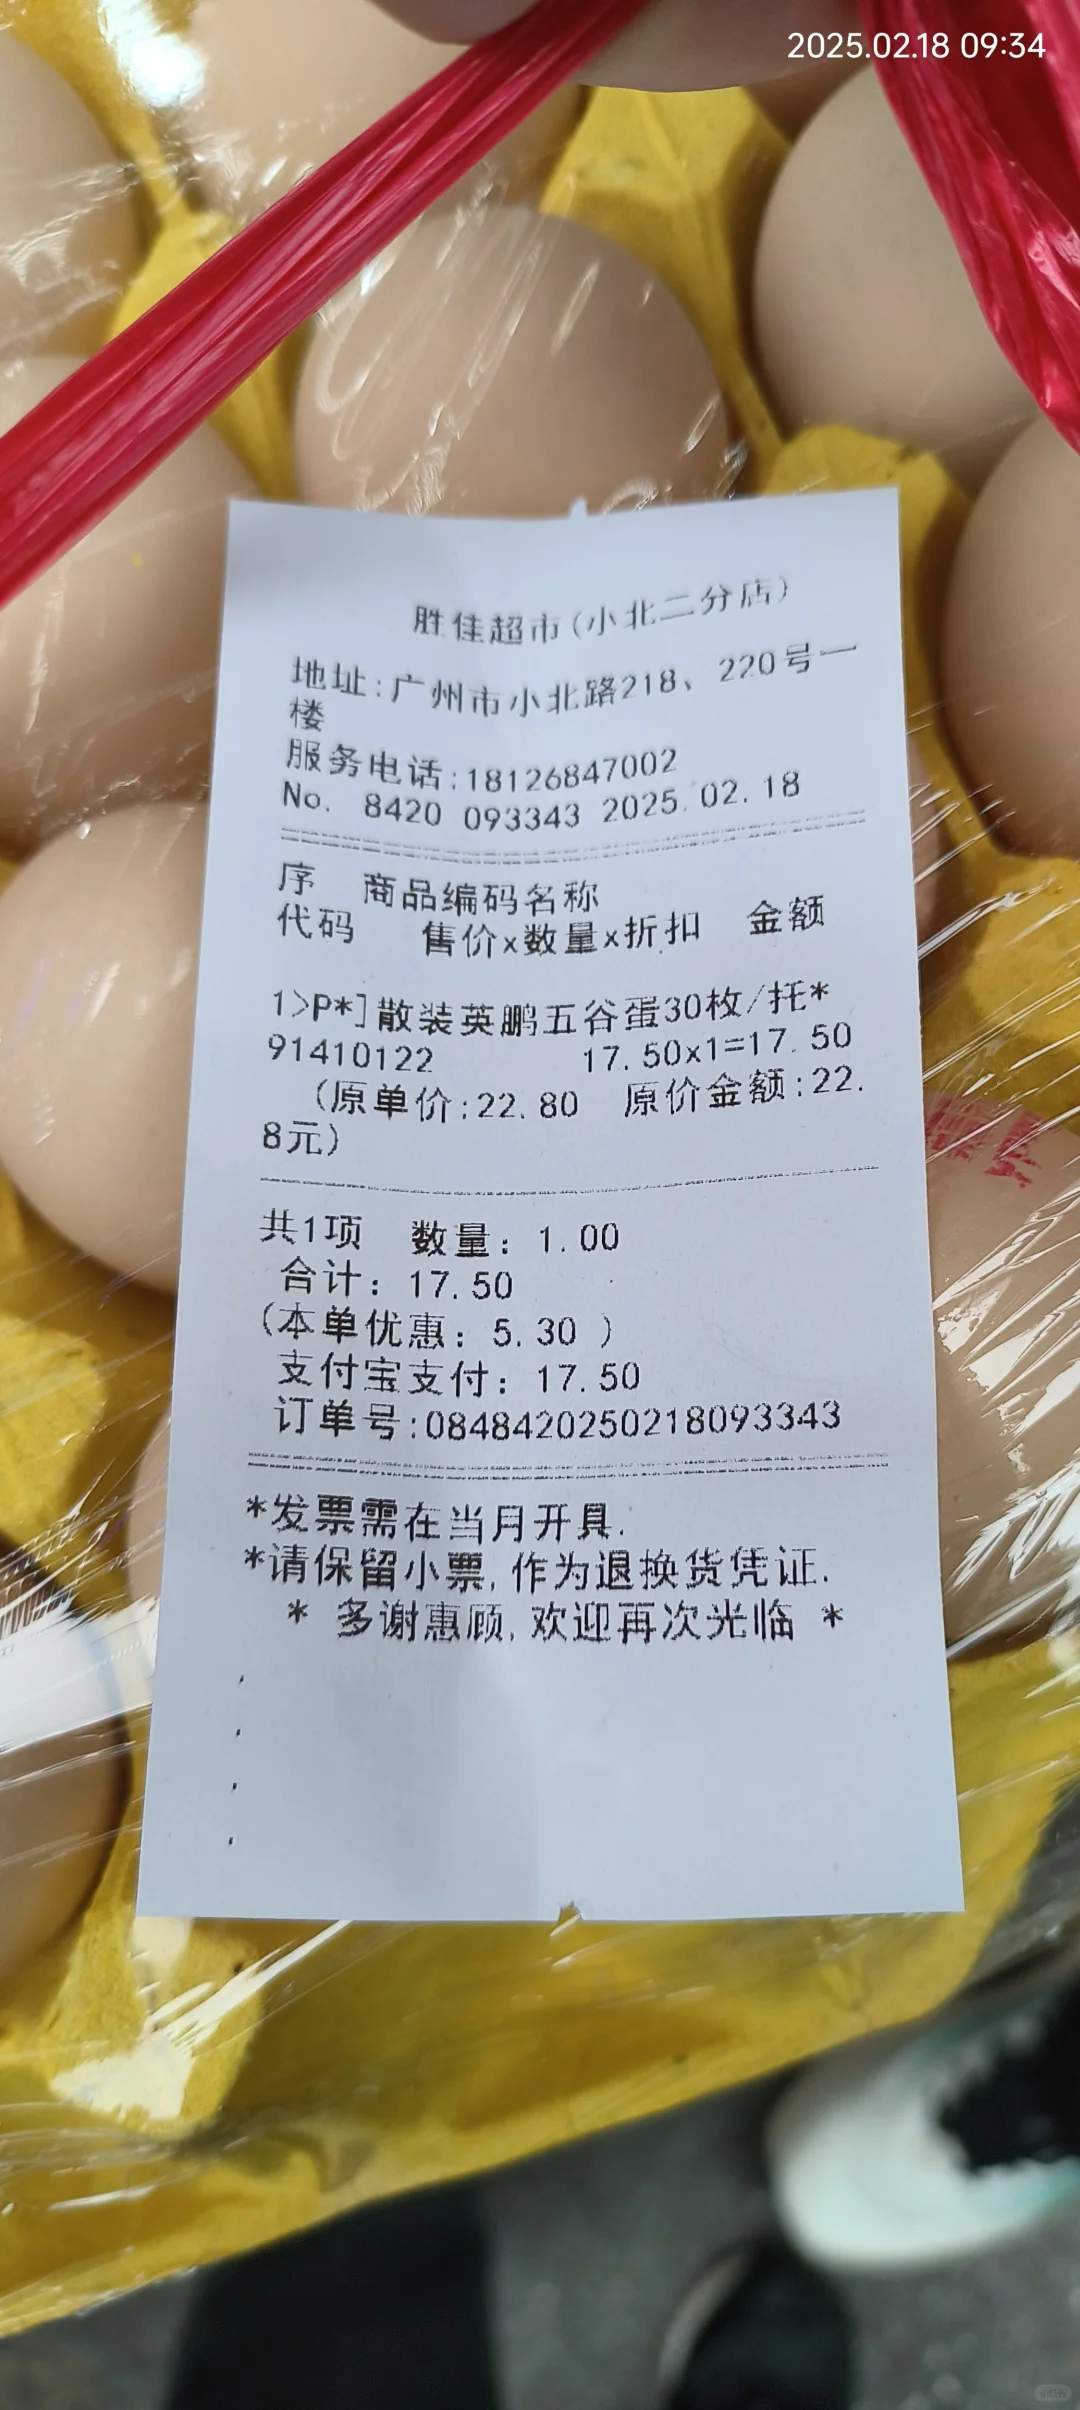 2025.02.18 09:34
胜佳超市(小北二分店)
地址:广州市小北路218、220号一
楼
服务电话:18126847002
No. 8420 093343 2025.02.18
序 商品编码名称
代码 售价x数量x折扣 金额
1>P*]散装英鹏五谷蛋30枚/托*
91410122 17.50x1=17.50
(原单价:22.80 原价金额:22.
8元)
共1项 数量: 1.00
合计: 17.50
(本单优惠: 5.30 )
支付宝支付: 17.50
订单号:0848420250218093343
*发票需在当月开具.
*请保留小票,作为退换货凭证.
* 多谢惠顾,欢迎再次光临 *
小红书